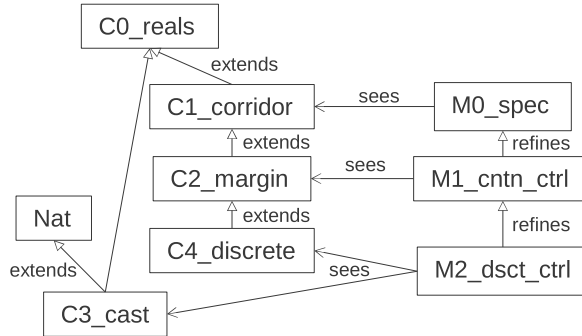 C0_reals
extends
C1_corridor
sees
M0_spec
extends
refines
C2_margin
sees
M1_cntn_ctrl
Nat
extends
refines
C4_discrete
extends
sees
M2_dsct_ctrl
C3_cast